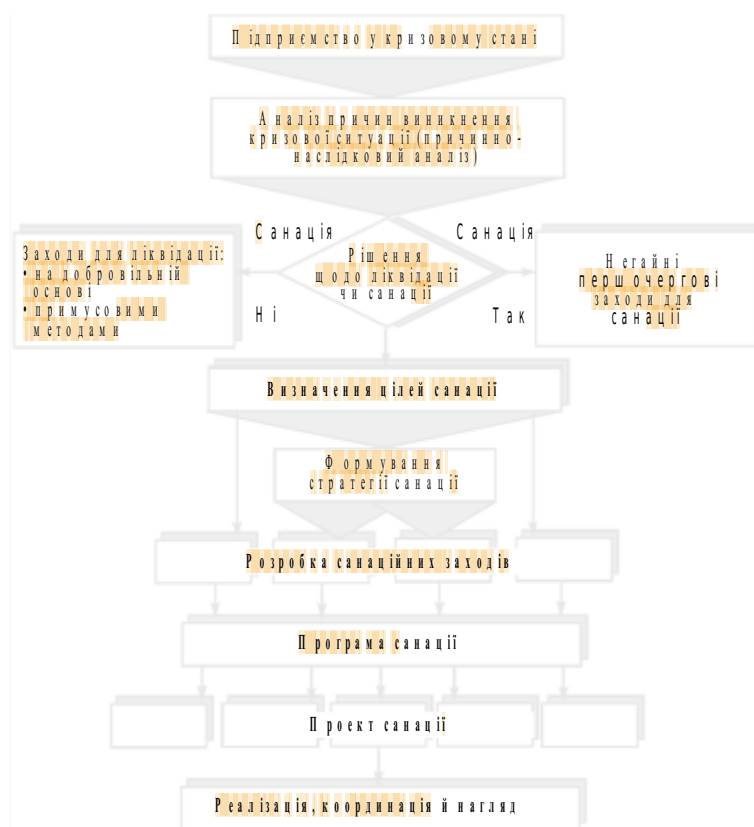 Підприємство у кризовому стані
Аналіз причин виникнення
кризової ситуації (причинно-
наслідковий аналіз)
Санація
Санація
Заходи для ліквідації:
• на добровільній
основі
• примусовими
методами
Рішення
щодо ліквідації
чи санації
Негайні
першочергові
заходи для
санації
Ні
Так
Визначення цілей санації
Формування
стратегії санації
Розробка санаційних заходів
Програма санації
Проект санації
Реалізація, координація й нагляд